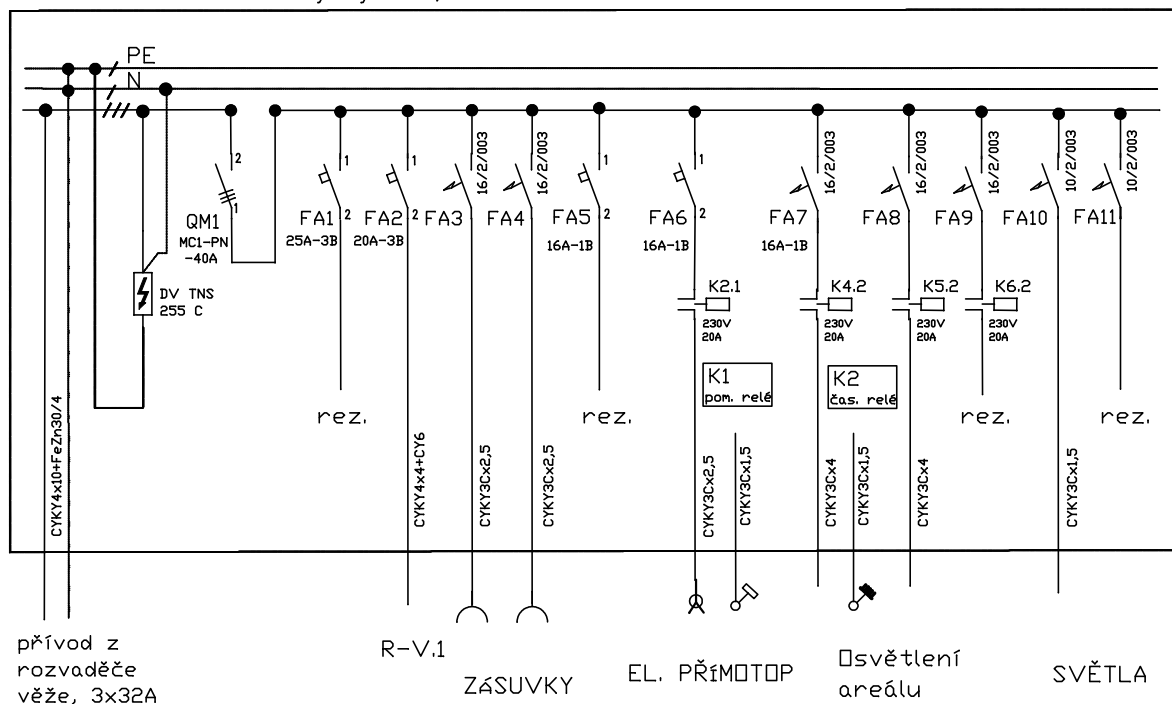 PE
N
2
1
QM1
MC1-PN
-40A
DV TNS
255 C
1
FA1
2
25A-3B
1
FA2
2
20A-3B
16/2/003
FA3
16/2/003
FA4
1
FA5
2
16A-1B
1
FA6
2
16A-1B
16/2/003
FA7
16A-1B
16/2/003
FA8
16/2/003
FA9
10/2/003
FA10
10/2/003
FA11
K2.1
230V
20A
K4.2
230V
20A
K5.2
230V
20A
K6.2
230V
20A
K1
pom. relé
K2
čas. relé
rez.
rez.
rez.
rez.
CYKY4x10+FeZn30/4
CYKY4x4+CY6
CYKY3Cx2,5
CYKY3Cx2,5
CYKY3Cx2,5
CYKY3Cx1,5
CYKY3Cx4
CYKY3Cx1,5
CYKY3Cx4
CYKY3Cx1,5
přívod z
rozvaděče
věže, 3x32A
R-V.1
ZáSUVKY
EL. PŘíMOTOP
Osvětlení
areálu
SVĚTLA